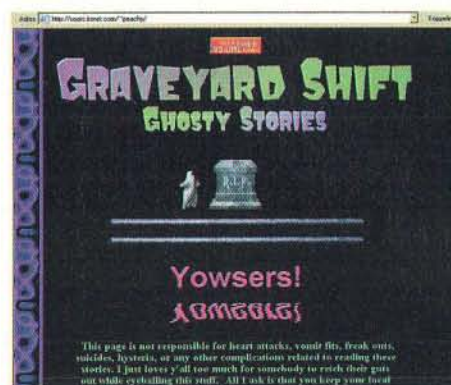 GRAVEYARD SHIFT
GHOSTY STORIES
R.I.P.
Yowsers!
Yowsers!
This page is not responsible for heart attacks, vomit fits, freak outs,
suicides, hysteria, or any other complications related to reading these
stories. I just loves y'all too much for somebody to retch their guts
out while eyeballing this stuff. All I ask is that you keep your head